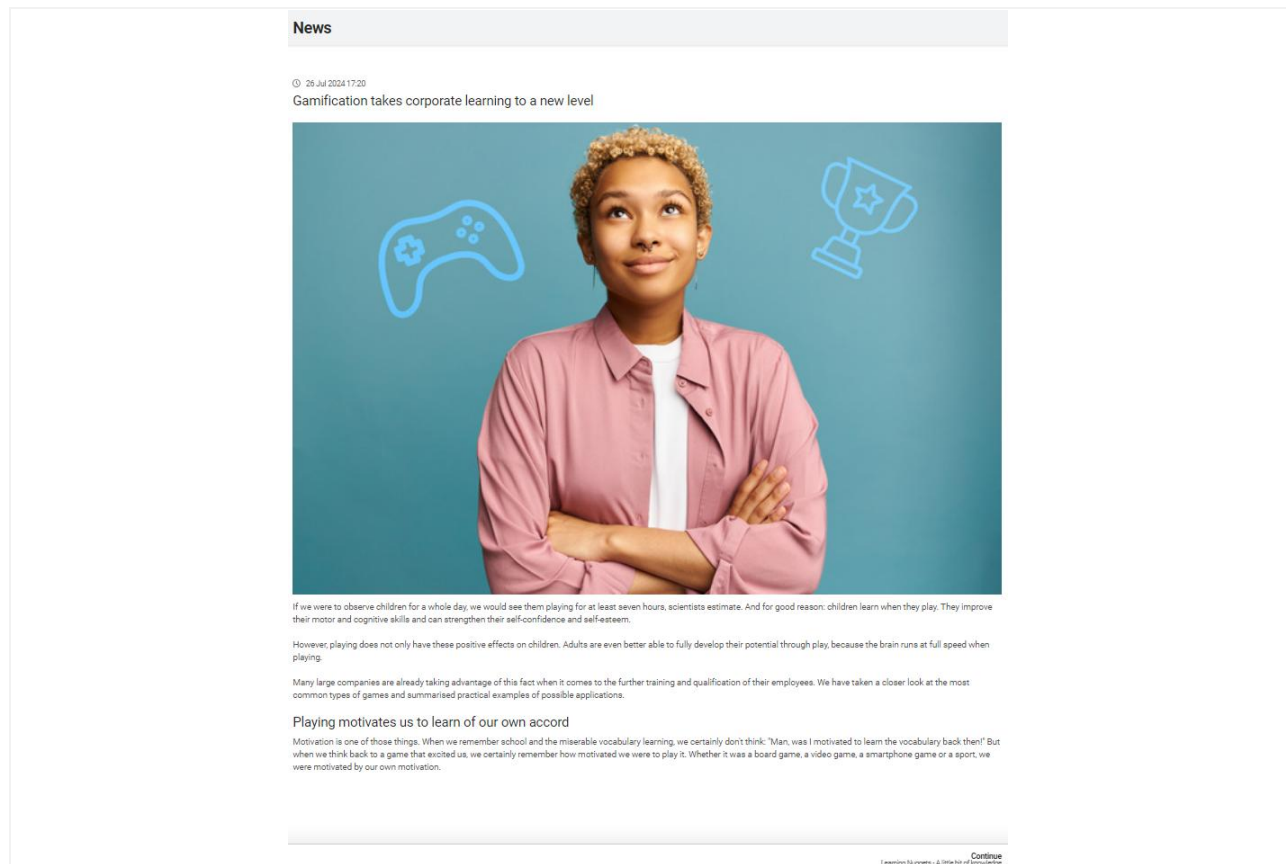 News
26 Jul 2024 17:20
Gamification takes corporate learning to a new level
If we were to observe children for a whole day, we would see them playing for at least seven hours, scientists estimate. And for good reason: children learn when they play. They improve
their motor and cognitive skills and can strengthen their self-confidence and self-esteem.
However, playing does not only have these positive effects on children. Adults are even better able to fully develop their potential through play, because the brain runs at full speed when
playing.
Many large companies are already taking advantage of this fact when it comes to the further training and qualification of their employees. We have taken a closer look at the most
common types of games and summarised practical examples of possible applications.
Playing motivates us to learn of our own accord
Motivation is one of those things. When we remember school and the miserable vocabulary learning, we certainly don't think: "Man, was I motivated to learn the vocabulary back then!" But
when we think back to a game that excited us, we certainly remember how motivated we were to play it. Whether it was a board game, a video game, a smartphone game or a sport, we
were motivated by our own motivation.
Continue
Learning Nuggets - A little bit of knowledge